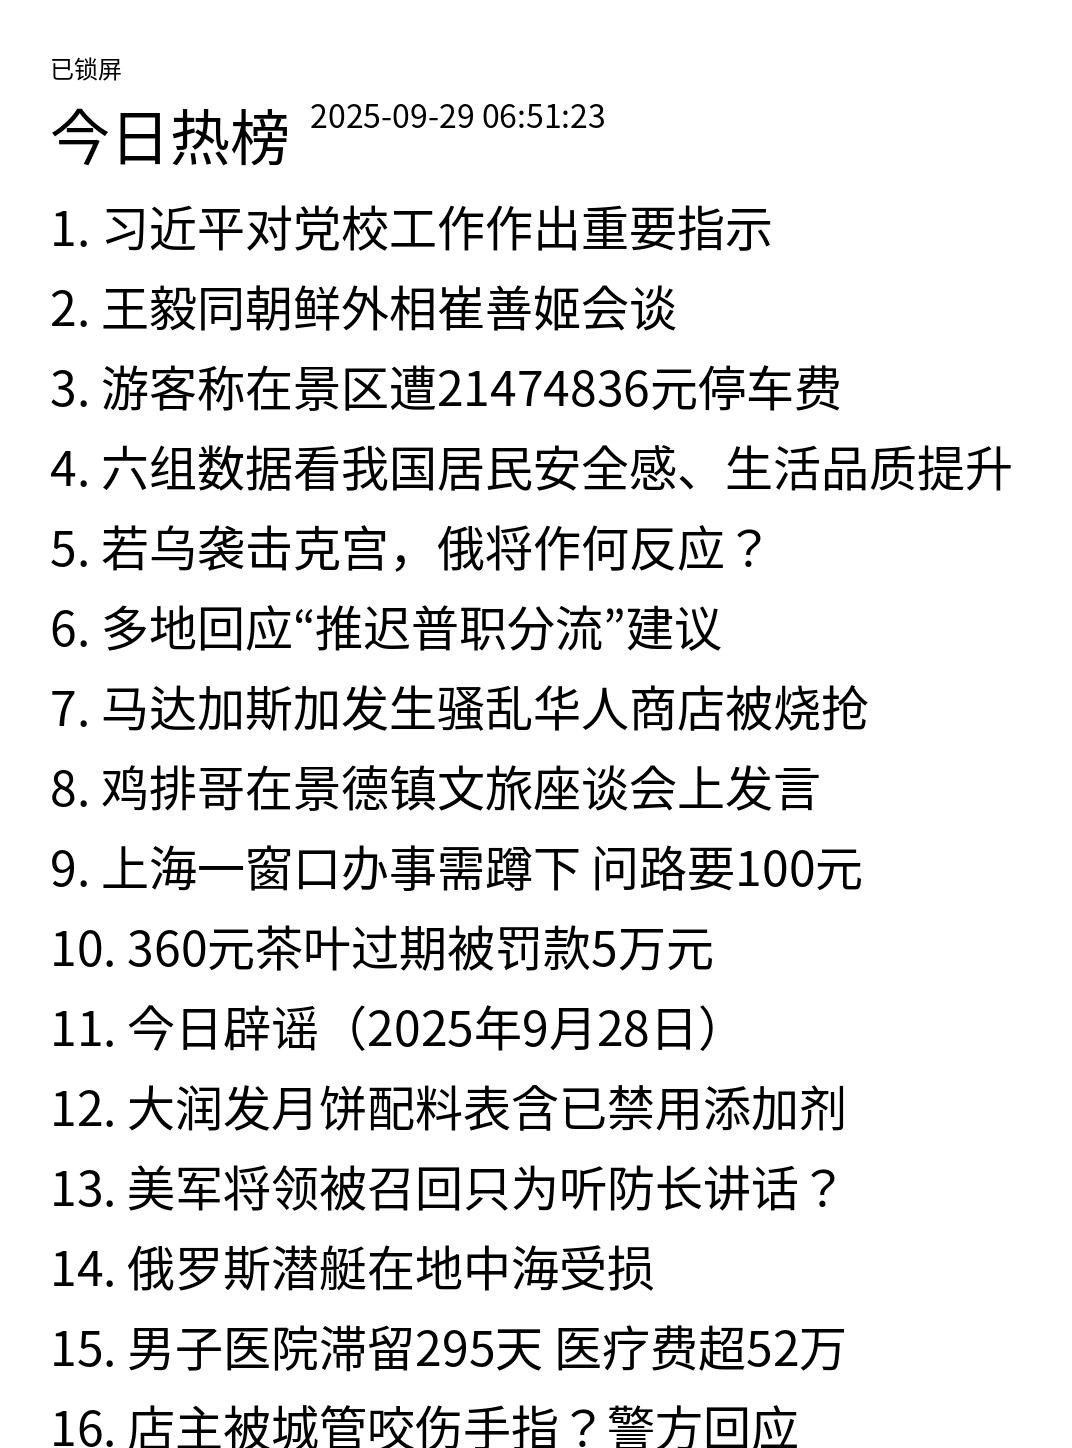 已锁屏
今日热榜 2025-09-29 06:51:23
1. 习近平对党校工作作出重要指示
2. 王毅同朝鲜外相崔善姬会谈
3. 游客称在景区遭21474836元停车费
4. 六组数据看我国居民安全感、生活品质提升
5. 若乌袭击克宫，俄将作何反应？
6. 多地回应“推迟普职分流”建议
7. 马达加斯加发生骚乱华人商店被烧抢
8. 鸡排哥在景德镇文旅座谈会上发言
9. 上海一窗口办事需蹲下 问路要100元
10. 360元茶叶过期被罚款5万元
11. 今日辟谣（2025年9月28日）
12. 大润发月饼配料表含已禁用添加剂
13. 美军将领被召回只为听防长讲话？
14. 俄罗斯潜艇在地中海受损
15. 男子医院滞留295天 医疗费超52万
16. 店主被城管咬伤手指？警方回应